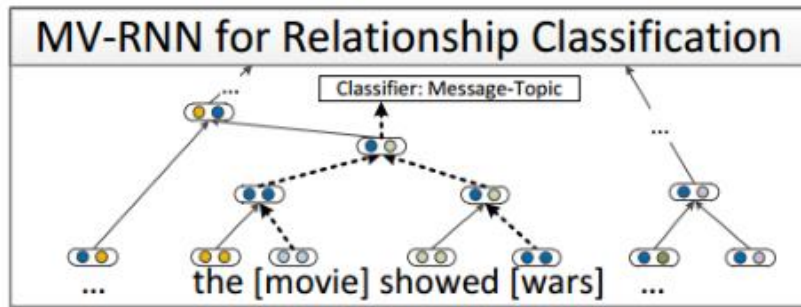 MV-RNN for Relationship Classification
...
Classifier: Message-Topic
...
... the [movie] showed [wars] ...